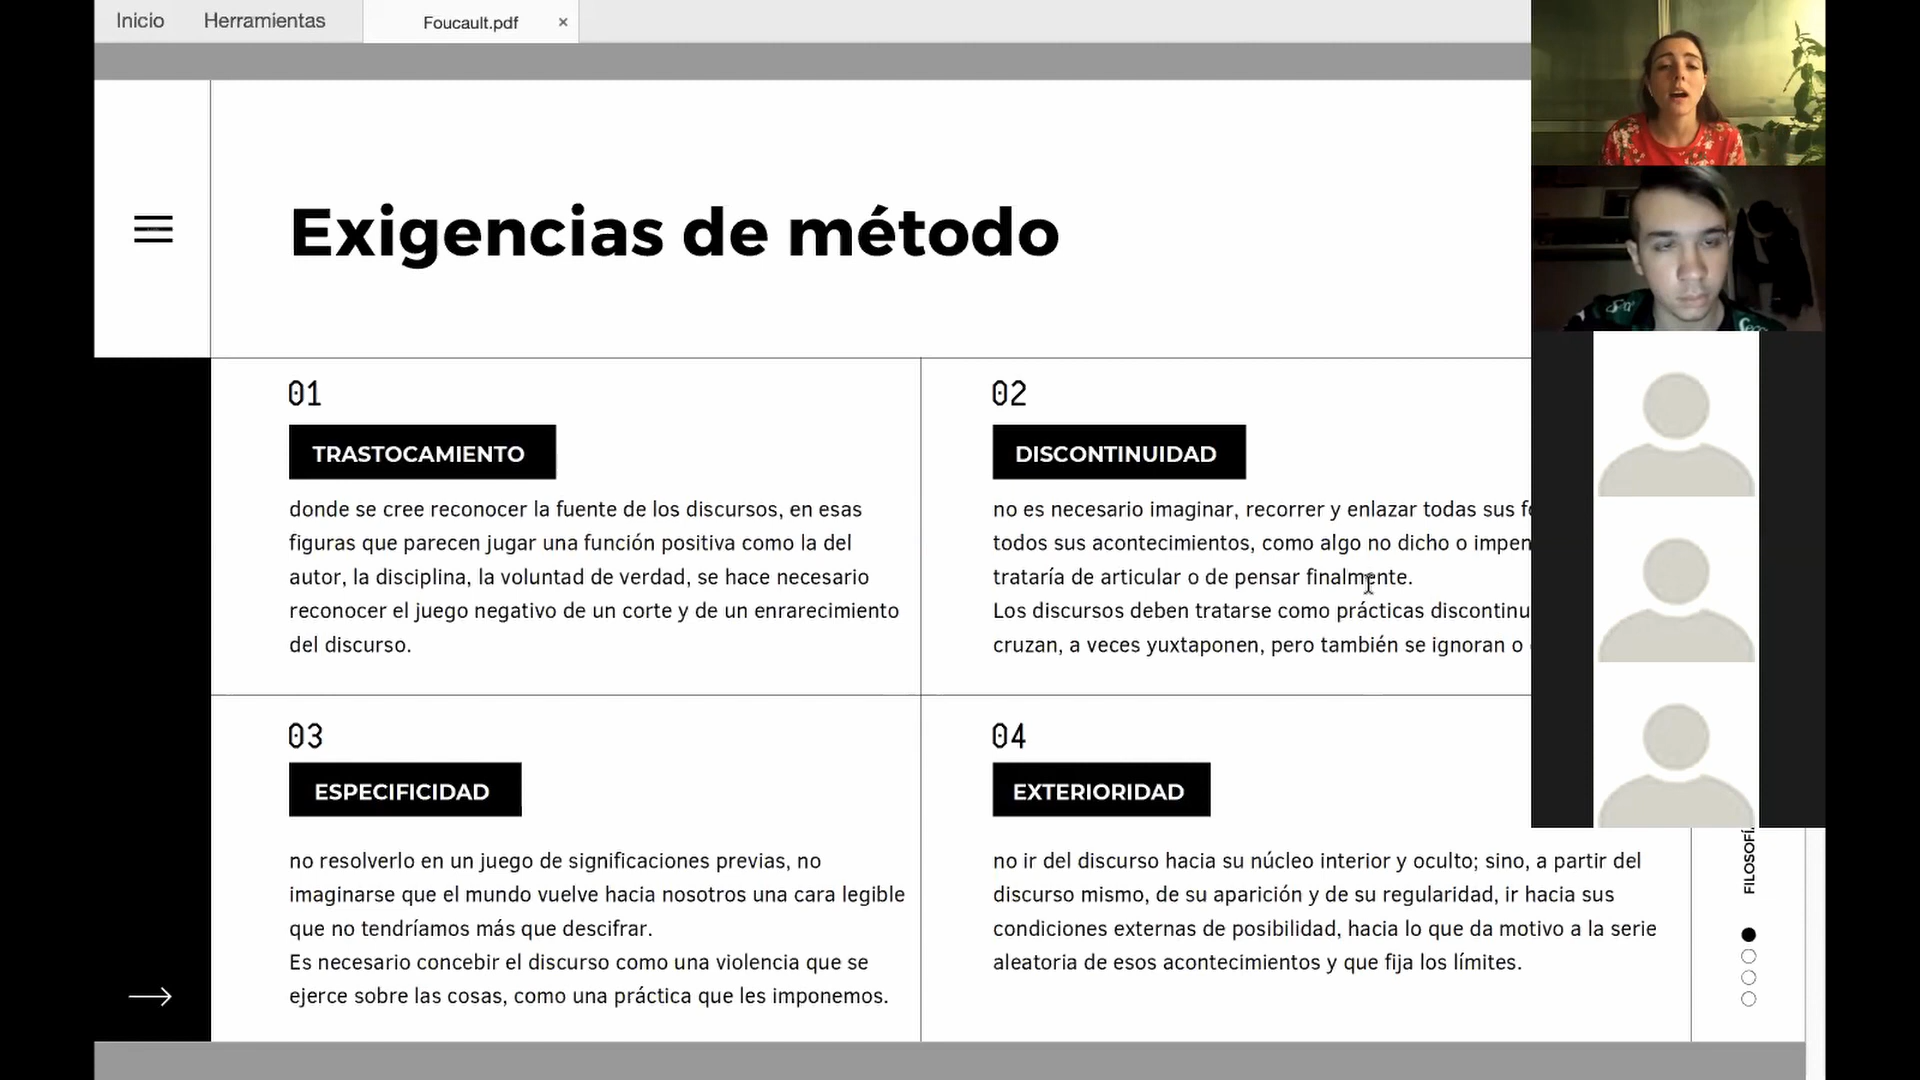 Inicio Herramientas Foucault.pdf ×
Exigencias de método
01
TRASTOCAMIENTO
donde se cree reconocer la fuente de los discursos, en esas
figuras que parecen jugar una función positiva como la del
autor, la disciplina, la voluntad de verdad, se hace necesario
reconocer el juego negativo de un corte y de un enrarecimiento
del discurso.
02
DISCONTINUIDAD
no es necesario imaginar, recorrer y enlazar todas sus
todos sus acontecimientos, como algo no dicho o
trataría de articular o de pensar finalmente.
Los discursos deben tratarse como prácticas
cruzan, a veces yuxtaponen, pero también se ignoran o
03
ESPECIFICIDAD
no resolverlo en un juego de significaciones previas, no
imaginarse que el mundo vuelve hacia nosotros una cara legible
que no tendríamos más que descifrar.
Es necesario concebir el discurso como una violencia que se
ejerce sobre las cosas, como una práctica que les imponemos.
04
EXTERIORIDAD
no ir del discurso hacia su núcleo interior y oculto; sino, a partir del
discurso mismo, de su aparición y de su regularidad, ir hacia sus
condiciones externas de posibilidad, hacia lo que da motivo a la serie
aleatoria de esos acontecimientos y que fija los límites.
FILOSOFÍ